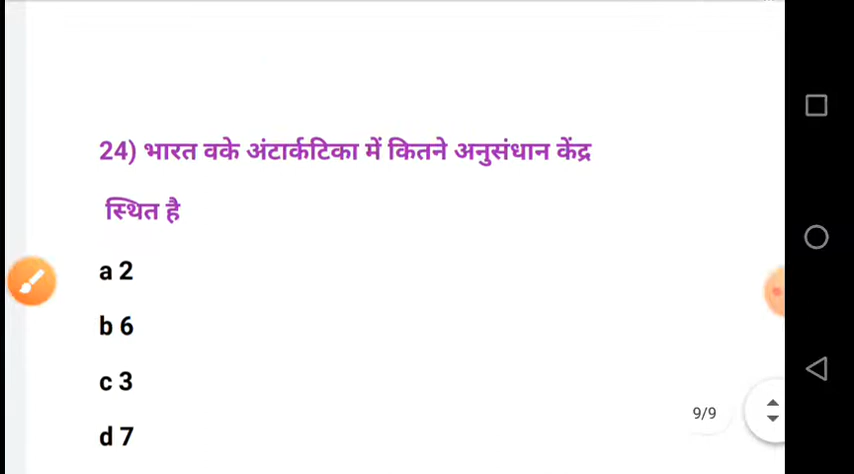 24) भारत वके अंटार्कटिका में कितने अनुसंधान केंद्र
स्थित है
a 2
b 6
c 3
d 7
9/9